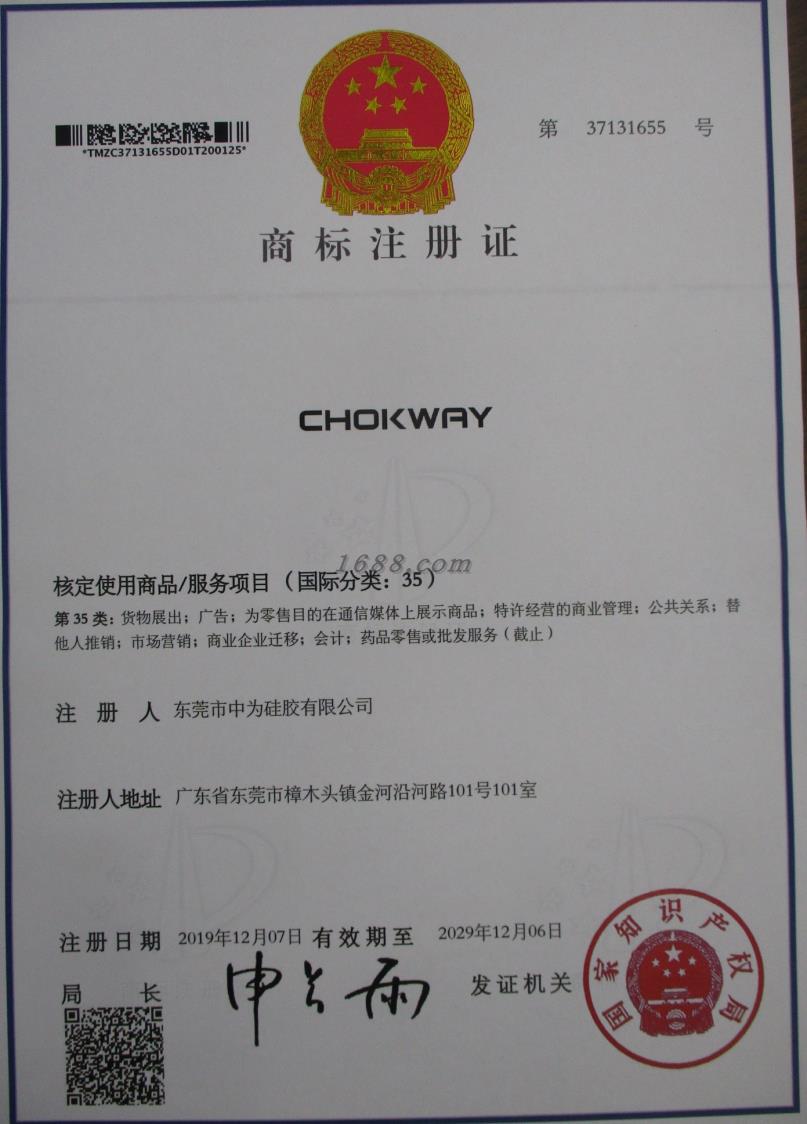 *TMZC37131655D01T200125*
第 37131655 号
商标注册证
CHOKWAY
1688.com
核定使用商品/服务项目（国际分类：35）
第 35 类：货物展出；广告；为零售目的在通信媒体上展示商品；特许经营的商业管理；公共关系；替
他人推销；市场营销；商业企业迁移；会计；药品零售或批发服务（截止）
注 册 人 东莞市中为硅胶有限公司
注册人地址 广东省东莞市樟木头镇金河沿河路101号101室
注册日期 2019年12月07日 有效期至 2029年12月06日
局 长 申长雨 发证机关
国家知识产权局